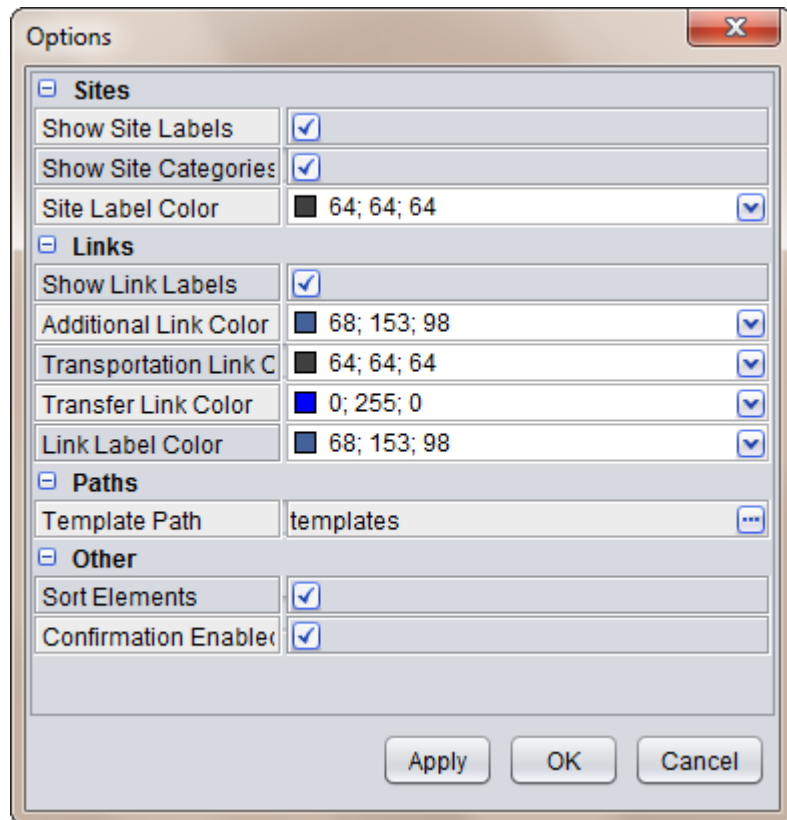 Options
Sites
Show Site Labels
Show Site Categories
Site Label Color 64; 64; 64
Links
Show Link Labels
Additional Link Color 68; 153; 98
Transportation Link C 64; 64; 64
Transfer Link Color 0; 255; 0
Link Label Color 68; 153; 98
Paths
Template Path templates
Other
Sort Elements
Confirmation Enabled
Apply OK Cancel